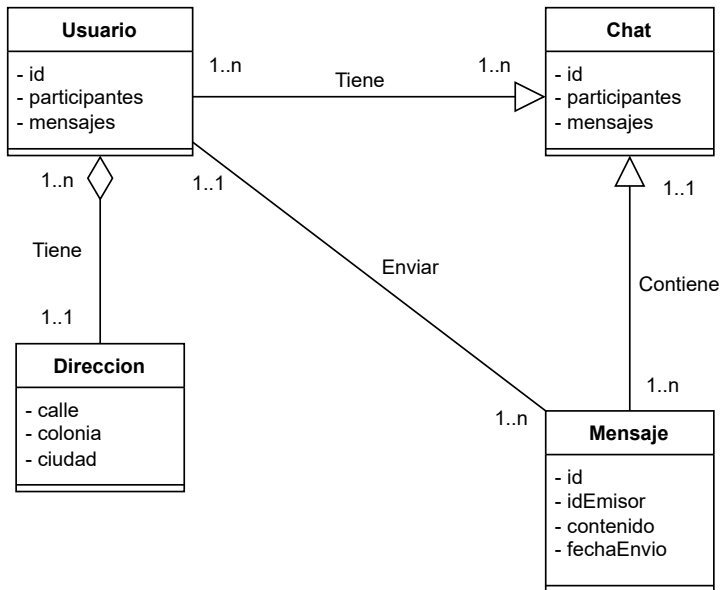 Usuario
- id
- participantes
- mensajes
Chat
- id
- participantes
- mensajes
1..n
Tiene
1..n
1..n
Tiene
1..1
1..1
Enviar
1..n
1..1
Contiene
1..n
Direccion
- calle
- colonia
- ciudad
Mensaje
- id
- idEmisor
- contenido
- fechaEnvio